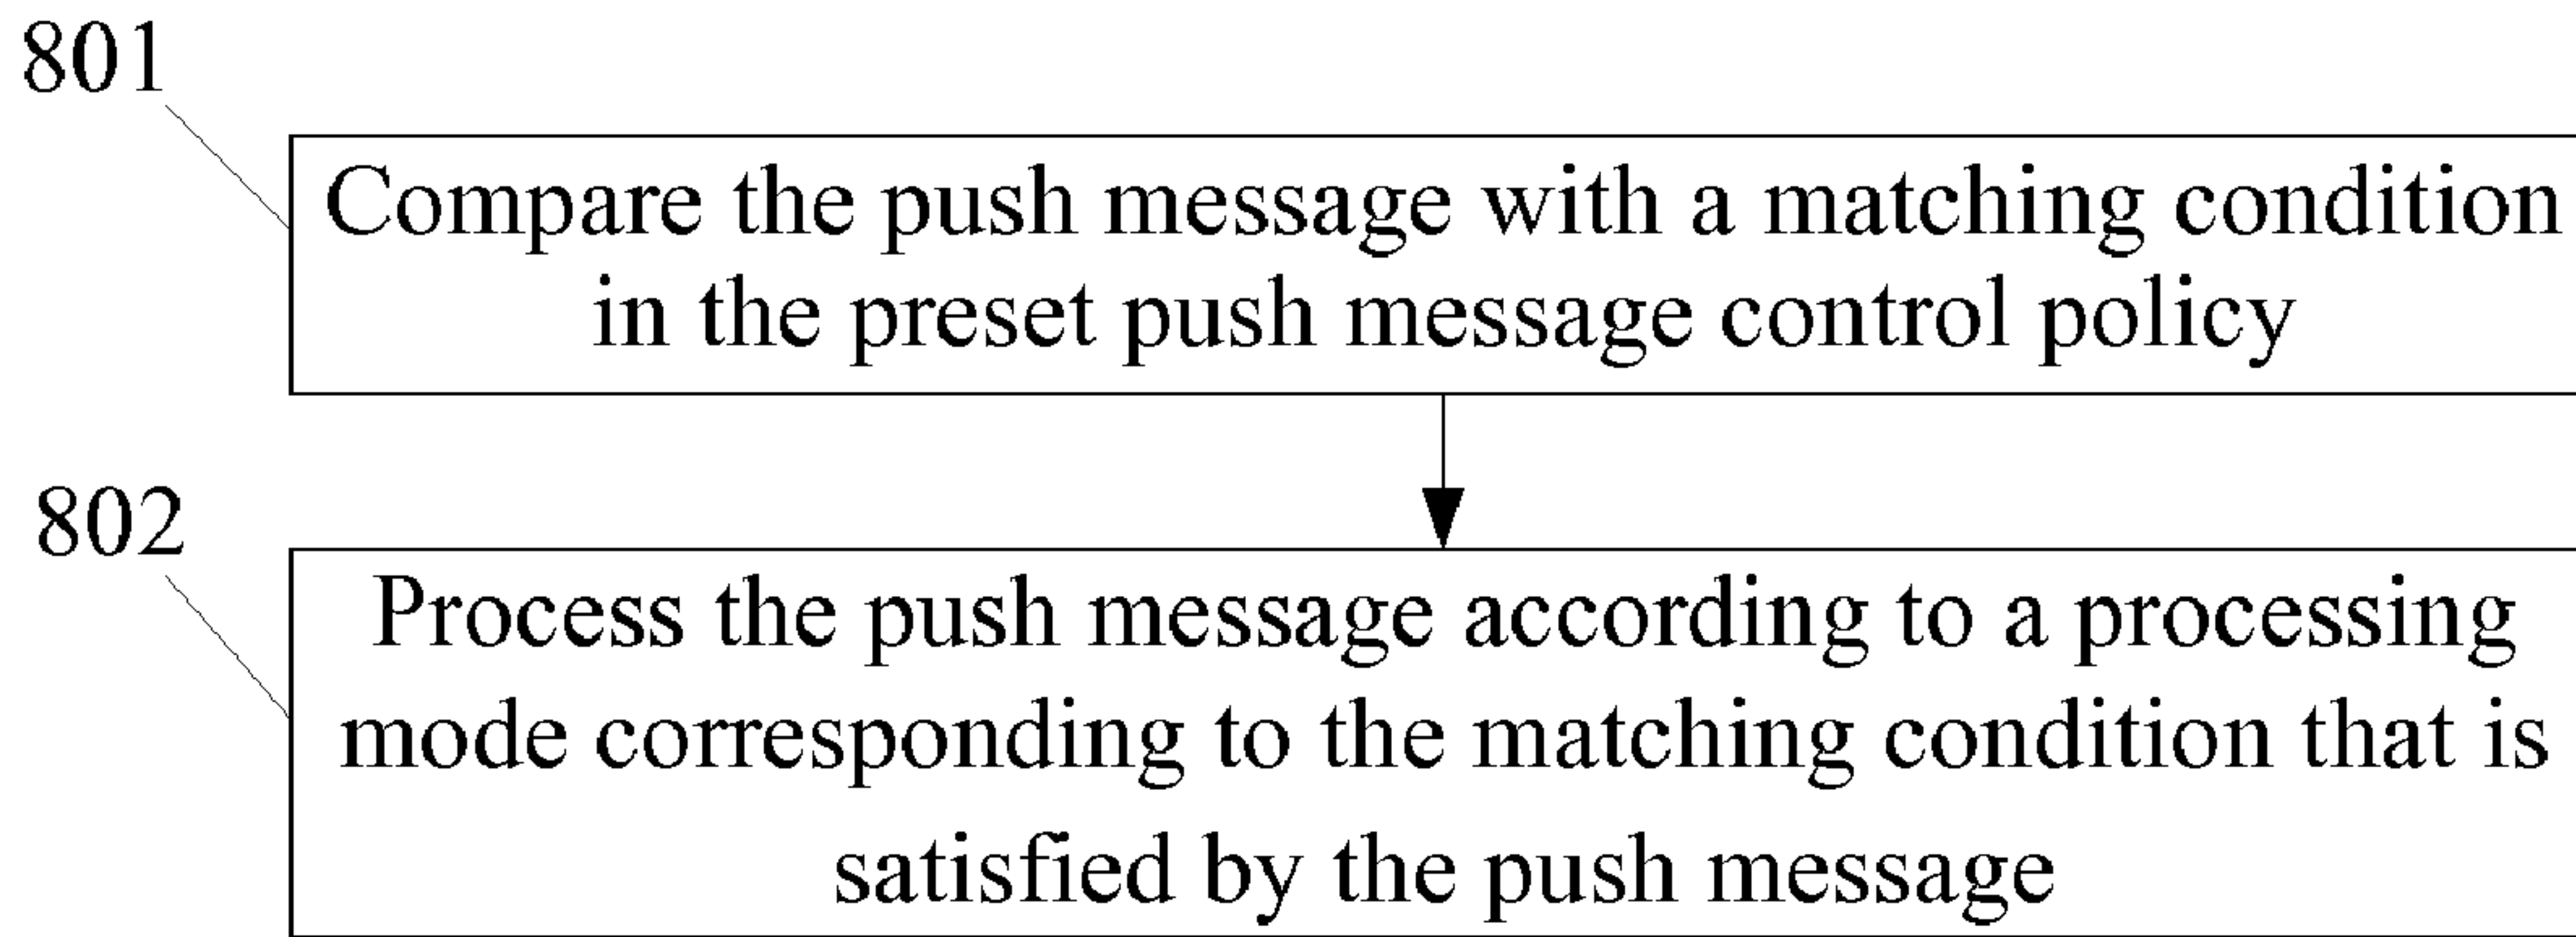 801
Compare the push message with a matching condition
in the preset push message control policy
802
Process the push message according to a processing
mode corresponding to the matching condition that is
satisfied by the push message